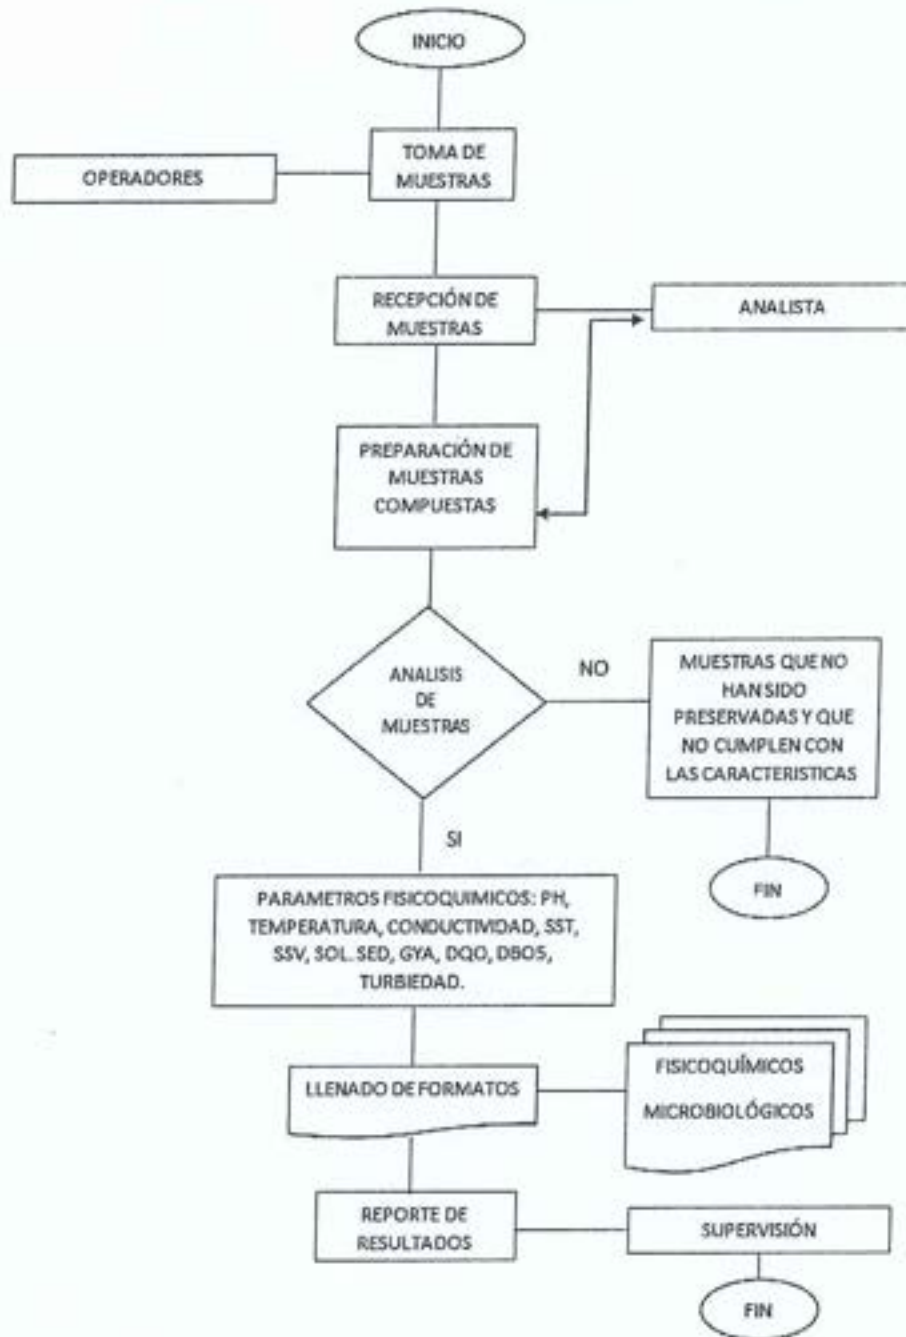 INICIO
TOMA DE
MUESTRAS
OPERADORES
RECEPCIÓN DE
MUESTRAS
ANALISTA
PREPARACIÓN DE
MUESTRAS
COMPUESTAS
ANALISIS
DE
MUESTRAS
NO
MUESTRAS QUE NO
HAN SIDO
PRESERVADAS Y QUE
NO CUMPLEN CON
LAS CARACTERISTICAS
SI
FIN
PARAMETROS FISICOQUIMICOS: PH,
TEMPERATURA, CONDUCTIVIDAD, SST,
SSV, SOL. SED, GYA, DQO, DBO5,
TURBIEDAD.
LLENADO DE FORMATOS
FISICOQUÍMICOS
MICROBIOLÓGICOS
REPORTE DE
RESULTADOS
SUPERVISIÓN
FIN